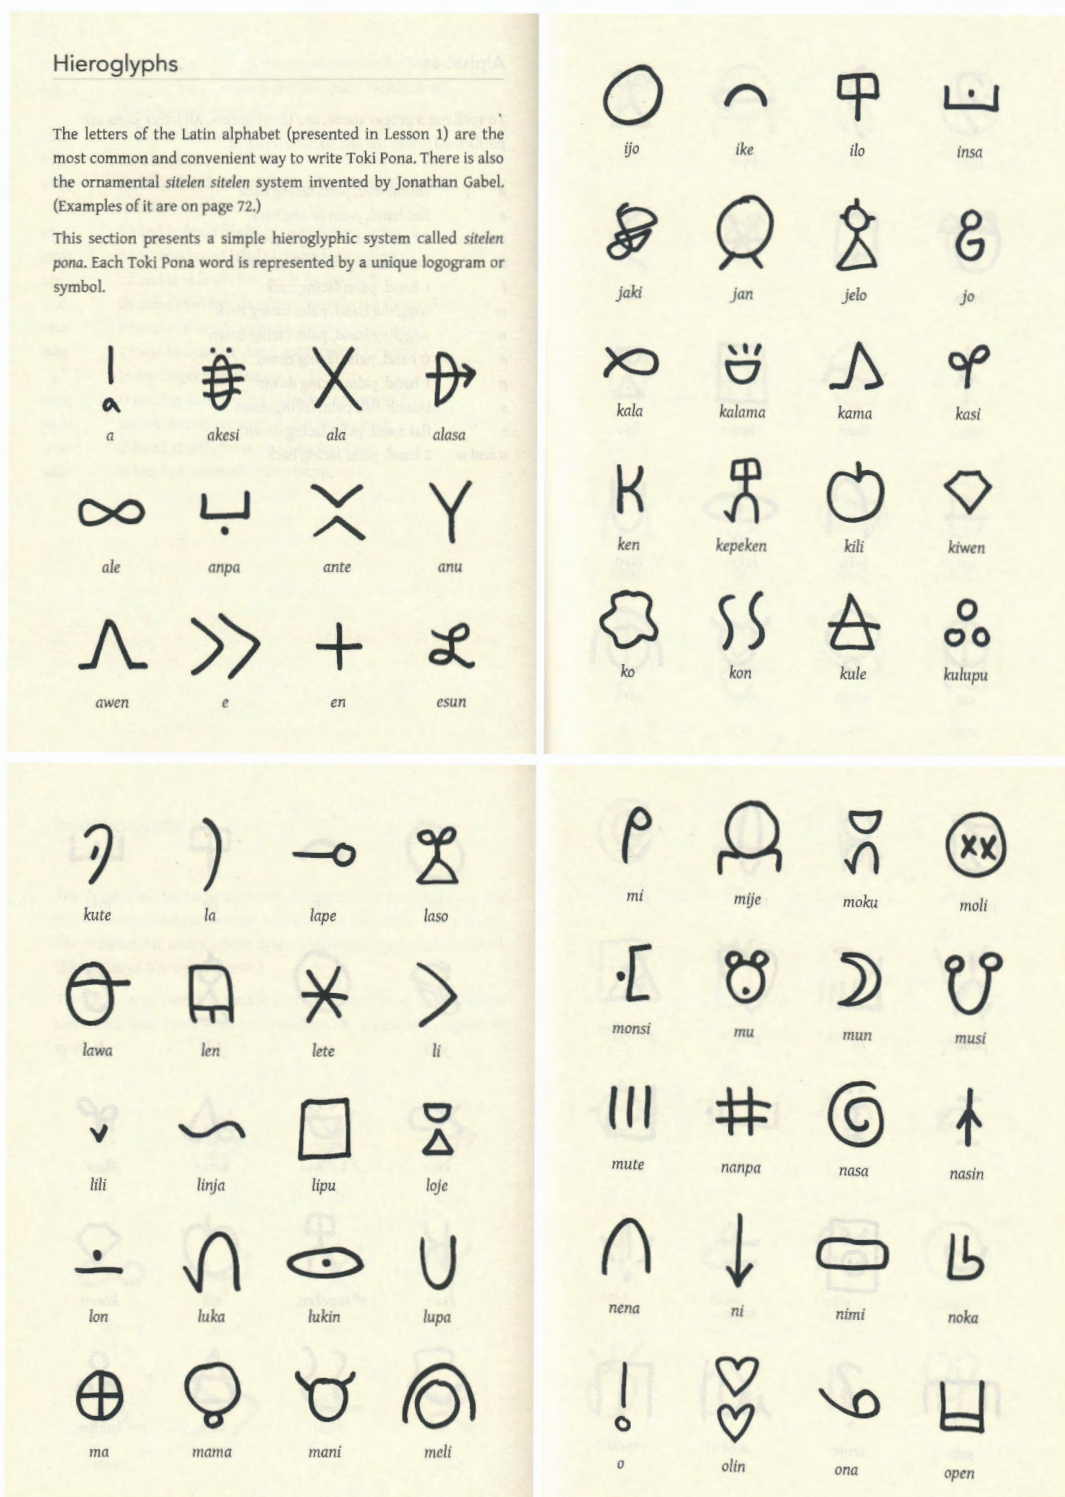 Hieroglyphs
The letters of the Latin alphabet (presented in Lesson 1) are the
most common and convenient way to write Toki Pona. There is also
the ornamental sitelen sitelen system invented by Jonathan Gabel.
(Examples of it are on page 72.)
This section presents a simple hieroglyphic system called sitelen
pona. Each Toki Pona word is represented by a unique logogram or
symbol.
a akesi ala alasa
ale anpa ante anu
awen e en esun
ijo ike ilo insa
jaki jan jelo jo
kala kalama kama kasi
ken kepeken kili kiwen
ko kon kule kulupu
kute la lape laso
lawa len lete li
lili linja lipu loje
lon luka lukin lupa
ma mama mani meli
mi mije moku moli
monsi mu mun musi
mute nanpa nasa nasin
nena ni nimi noka
o olin ona open